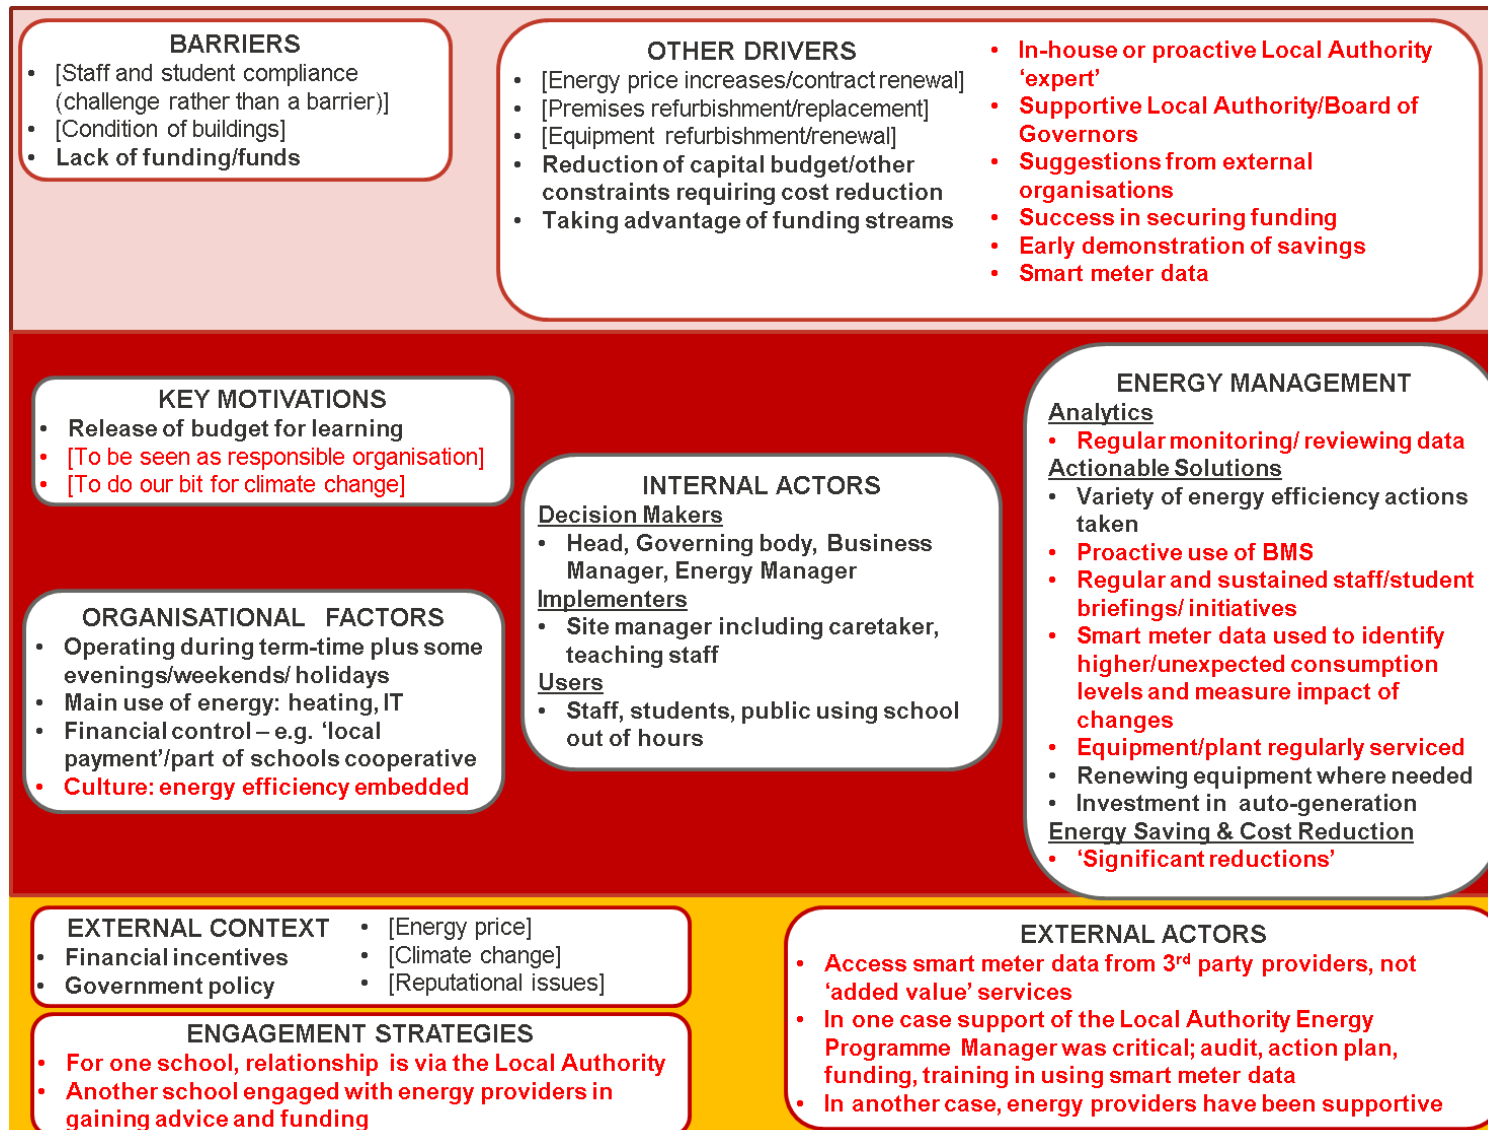 BARRIERS
• [Staff and student compliance
(challenge rather than a barrier)]
• [Condition of buildings]
• Lack of funding/funds
OTHER DRIVERS
• [Energy price increases/contract renewal]
• [Premises refurbishment/replacement]
• [Equipment refurbishment/renewal]
• Reduction of capital budget/other
constraints requiring cost reduction
• Taking advantage of funding streams
• In-house or proactive Local Authority
‘expert’
• Supportive Local Authority/Board of
Governors
• Suggestions from external
organisations
• Success in securing funding
• Early demonstration of savings
• Smart meter data
KEY MOTIVATIONS
• Release of budget for learning
• [To be seen as responsible organisation]
• [To do our bit for climate change]
ORGANISATIONAL FACTORS
• Operating during term-time plus some
evenings/weekends/ holidays
• Main use of energy: heating, IT
• Financial control – e.g. ‘local
payment’/part of schools cooperative
• Culture: energy efficiency embedded
INTERNAL ACTORS
Decision Makers
• Head, Governing body, Business
Manager, Energy Manager
Implementers
• Site manager including caretaker,
teaching staff
Users
• Staff, students, public using school
out of hours
ENERGY MANAGEMENT
Analytics
• Regular monitoring/ reviewing data
Actionable Solutions
• Variety of energy efficiency actions
taken
• Proactive use of BMS
• Regular and sustained staff/student
briefings/ initiatives
• Smart meter data used to identify
higher/unexpected consumption
levels and measure impact of
changes
• Equipment/plant regularly serviced
• Renewing equipment where needed
• Investment in auto-generation
Energy Saving & Cost Reduction
• ‘Significant reductions’
EXTERNAL CONTEXT
• Financial incentives
• Government policy
• [Energy price]
• [Climate change]
• [Reputational issues]
ENGAGEMENT STRATEGIES
• For one school, relationship is via the Local Authority
• Another school engaged with energy providers in
gaining advice and funding
EXTERNAL ACTORS
• Access smart meter data from 3rd party providers, not
‘added value’ services
• In one case support of the Local Authority Energy
Programme Manager was critical; audit, action plan,
funding, training in using smart meter data
• In another case, energy providers have been supportive